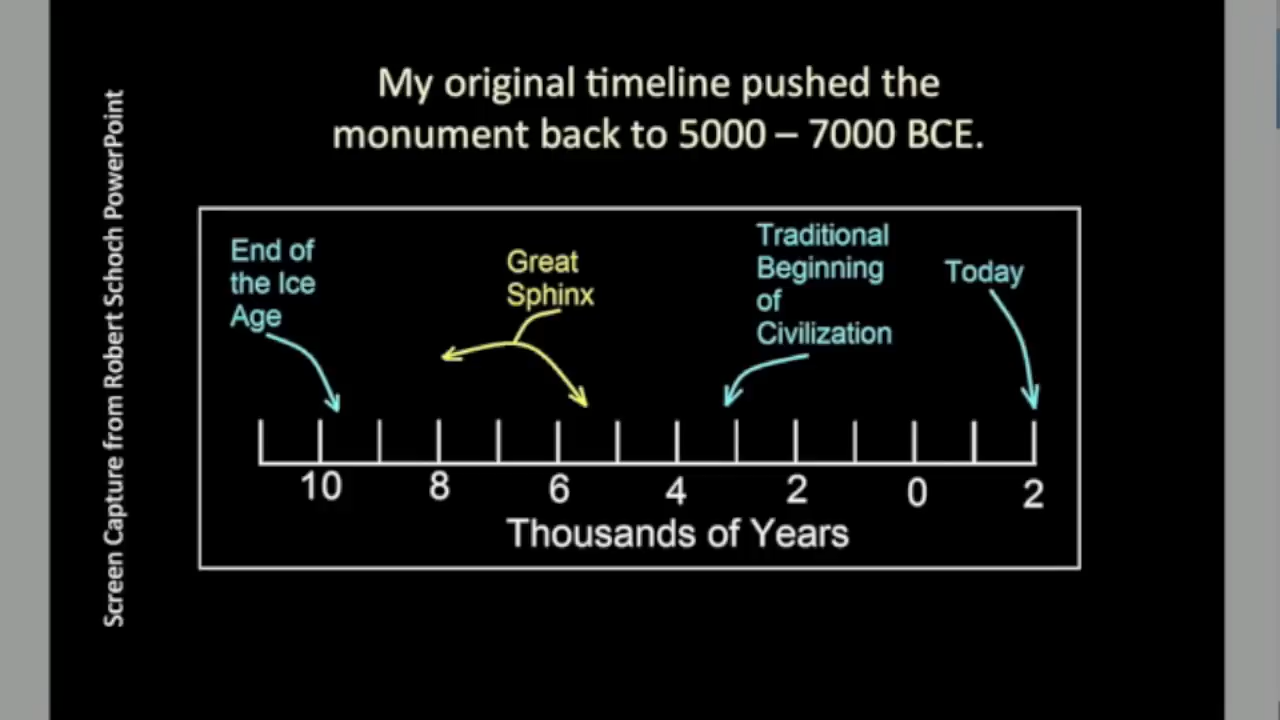 My original timeline pushed the
monument back to 5000 – 7000 BCE.
Screen Capture from Robert Schoch PowerPoint
End of
the Ice
Age
Great
Sphinx
Traditional
Beginning
of
Civilization
Today
10 8 6 4 2 0 2
Thousands of Years